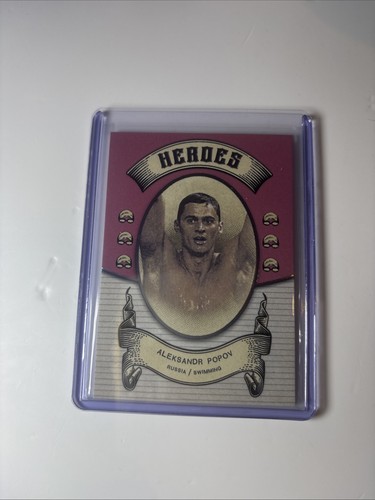 HEROES
ALEKSANDR POPOV
RUSSIA / SWIMMING